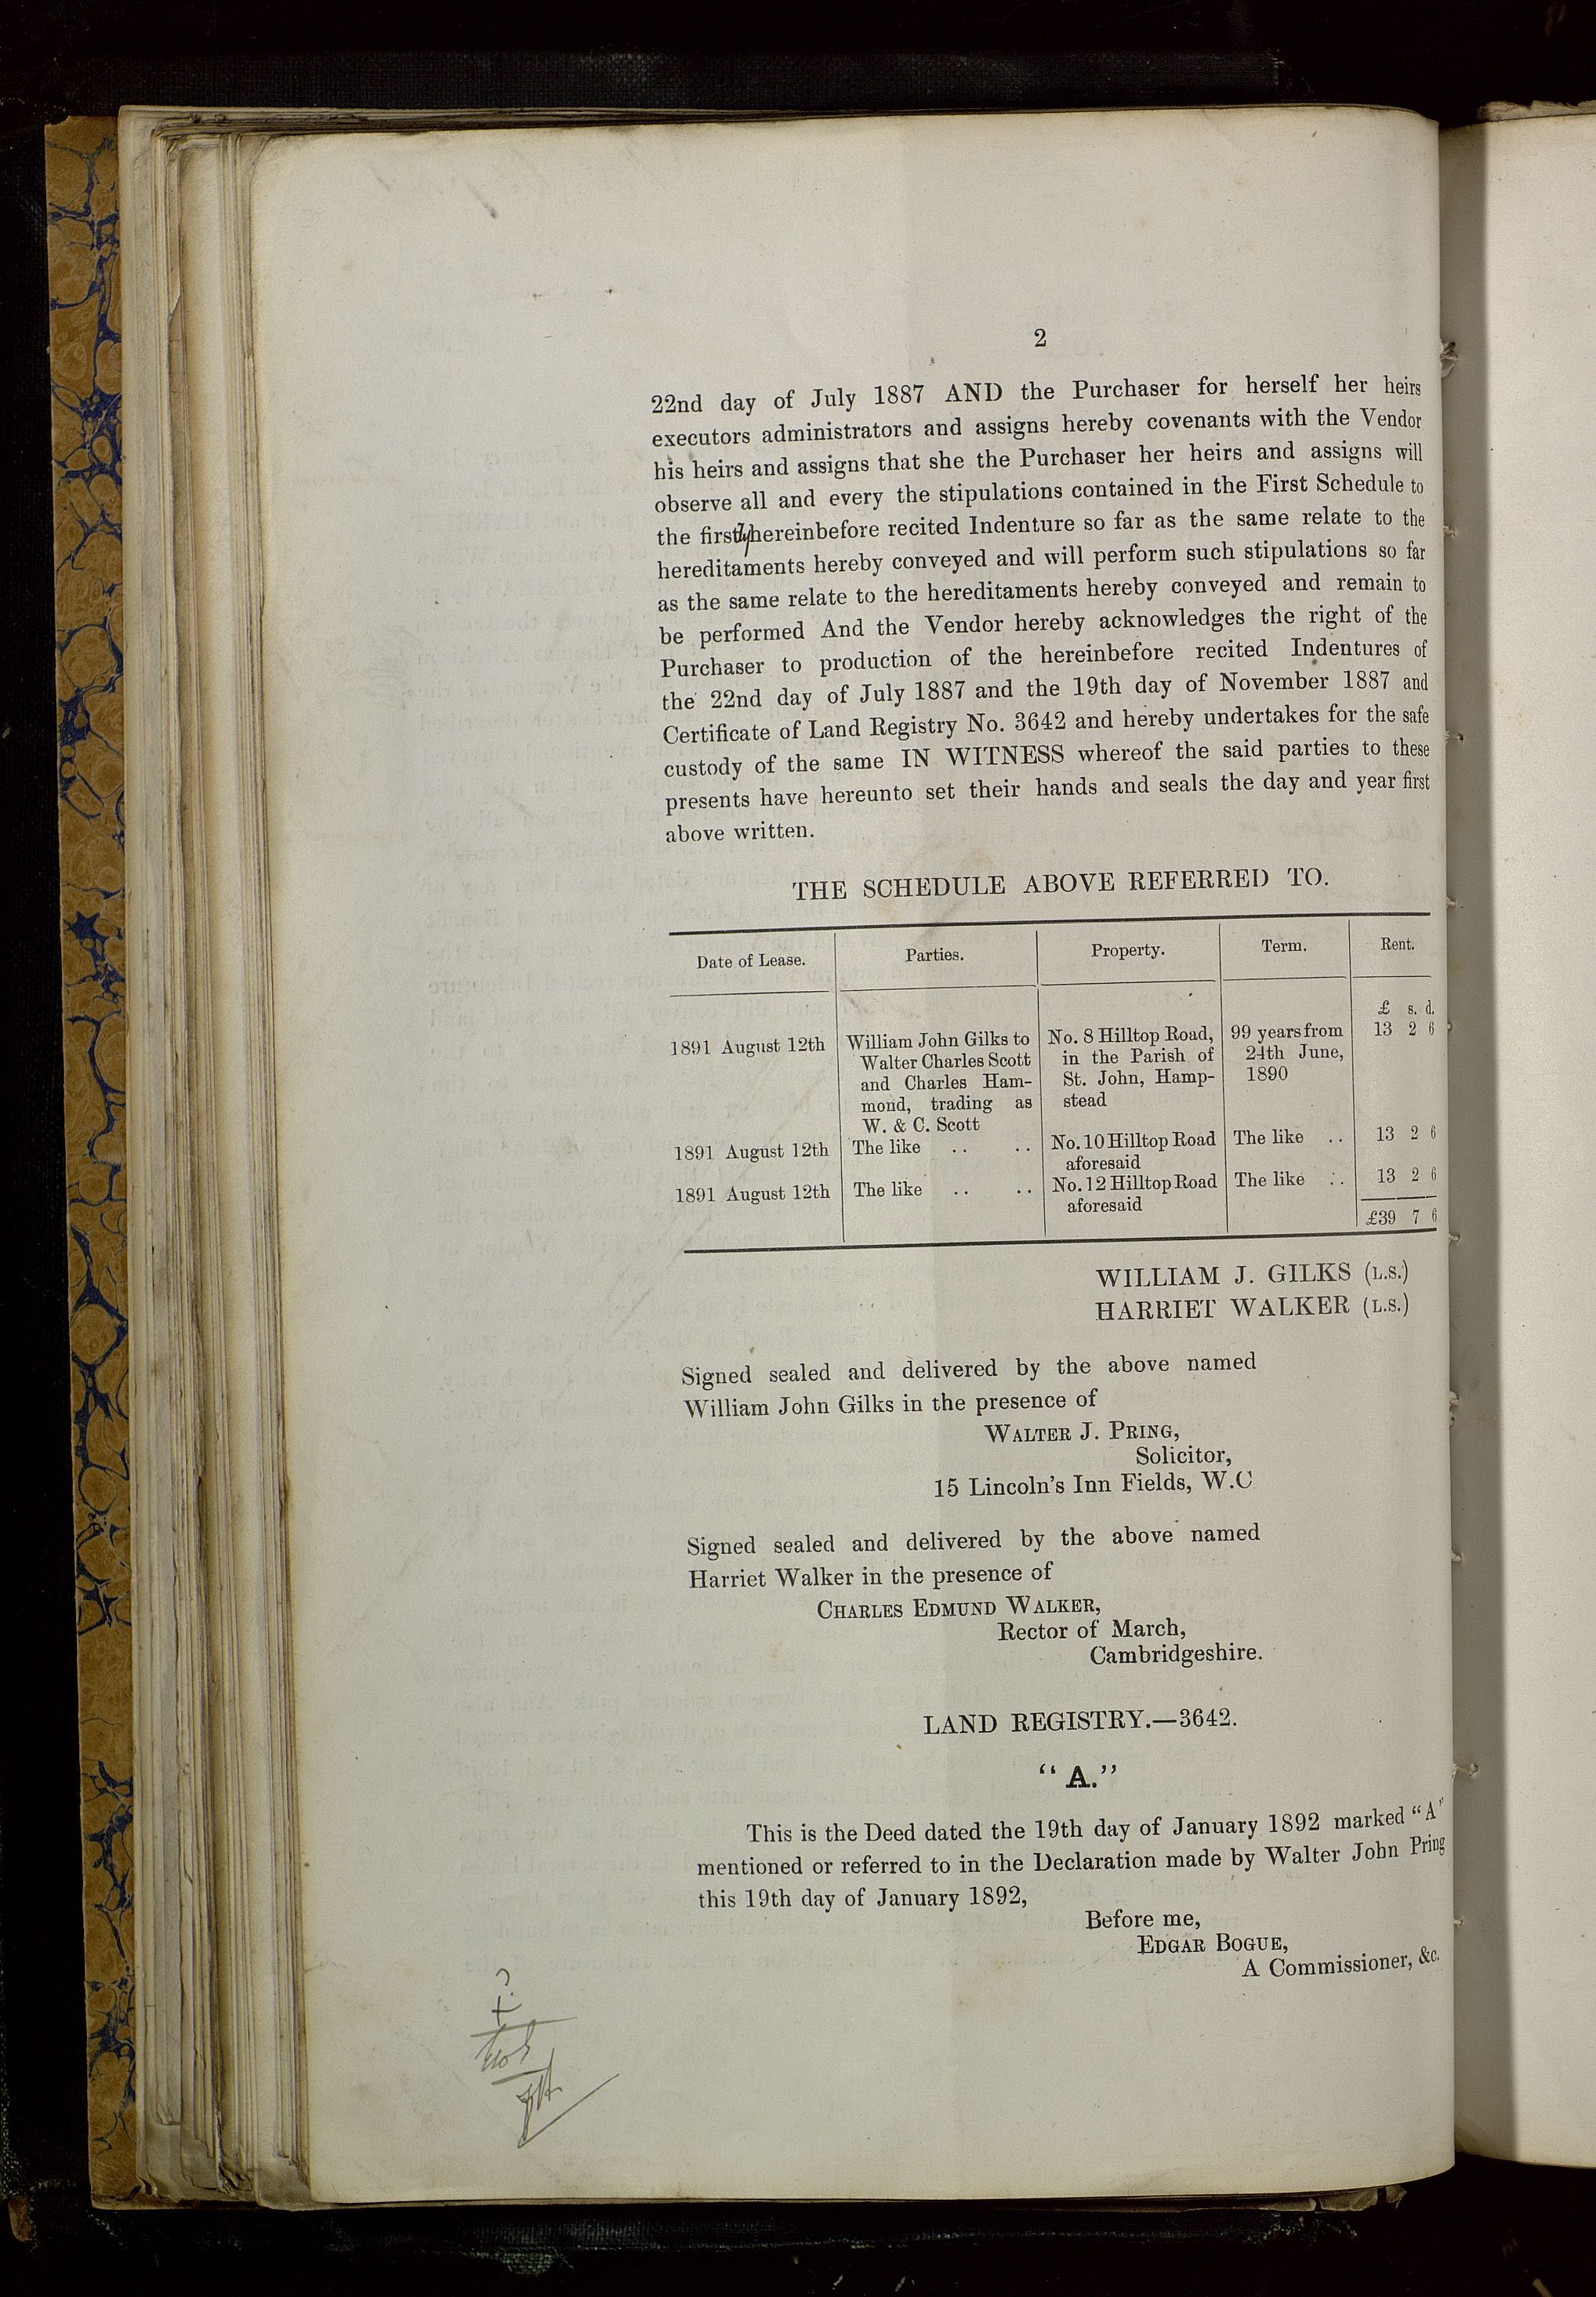 2
22nd day of July 1887 AND the Purchaser for herself her heirs
executors administrators and assigns hereby covenants with the Vendor
his heirs and assigns that she the Purchaser her heirs and assigns will
observe all and every the stipulations contained in the First Schedule to
the firstly hereinbefore recited Indenture so far as the same relate to the
hereditaments hereby conveyed and will perform such stipulations so far
as the same relate to the hereditaments hereby conveyed and remain to
be performed And the Vendor hereby acknowledges the right of the
Purchaser to production of the hereinbefore recited Indentures of
the 22nd day of July 1887 and the 19th day of November 1887 and
Certificate of Land Registry No. 3642 and hereby undertakes for the safe
custody of the same IN WITNESS whereof the said parties to these
presents have hereunto set their hands and seals the day and year first
above written.
THE SCHEDULE ABOVE REFERRED TO.
Date of Lease. Parties. Property. Term. Rent.
£ s. d.
1891 August 12th William John Gilks to No. 8 Hilltop Road, 99 years from 13 2 6
Walter Charles Scott in the Parish of 24th June,
and Charles Ham- St. John, Hamp- 1890
mond, trading as stead
W. & C. Scott
1891 August 12th The like .. .. No. 10 Hilltop Road The like .. 13 2 6
aforesaid
1891 August 12th The like .. .. No. 12 Hilltop Road The like .. 13 2 6
aforesaid
£39 7 6
WILLIAM J. GILKS (L.S.)
HARRIET WALKER (L.S.)
Signed sealed and delivered by the above named
William John Gilks in the presence of
WALTER J. PRING,
Solicitor,
15 Lincoln's Inn Fields, W.C
Signed sealed and delivered by the above named
Harriet Walker in the presence of
CHARLES EDMUND WALKER,
Rector of March,
Cambridgeshire.
LAND REGISTRY.—3642.
"A."
This is the Deed dated the 19th day of January 1892 marked "A"
mentioned or referred to in the Declaration made by Walter John Pring
this 19th day of January 1892,
Before me,
EDGAR BOGUE,
A Commissioner, &c.